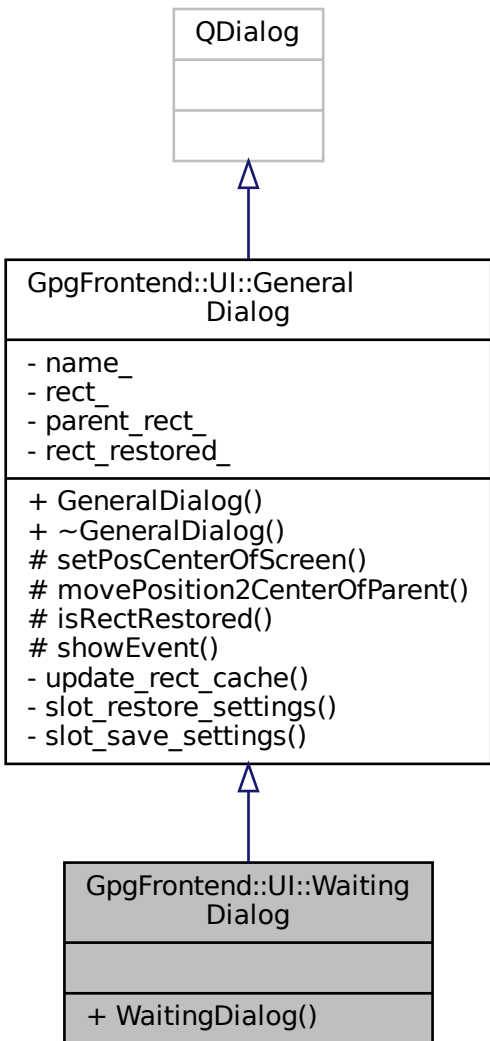 QDialog
GpgFrontend::UI::General
Dialog
- name_
- rect_
- parent_rect_
- rect_restored_
+ GeneralDialog()
+ ~GeneralDialog()
# setPosCenterOfScreen()
# movePosition2CenterOfParent()
# isRectRestored()
# showEvent()
- update_rect_cache()
- slot_restore_settings()
- slot_save_settings()
GpgFrontend::UI::Waiting
Dialog
+ WaitingDialog()